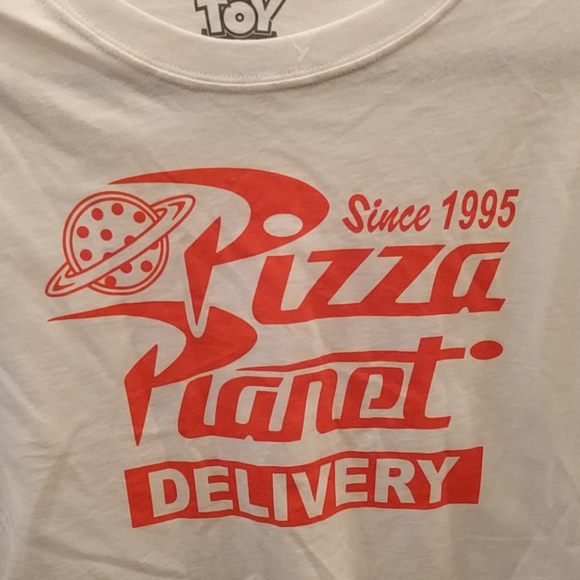 TOY
Since 1995
Pizza
Planet
DELIVERY